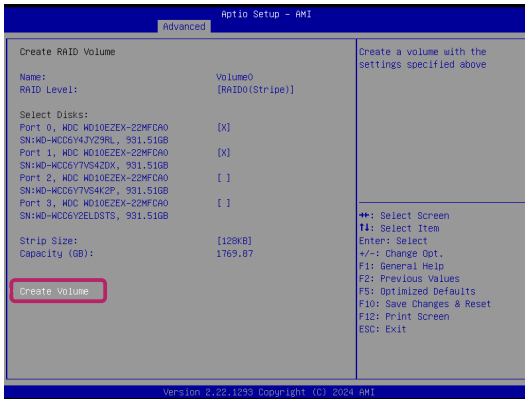 Aptio Setup - AMI
Advanced
Create RAID Volume
Name: Volume0
RAID Level: [RAID0(Stripe)]
Select Disks:
Port 0, WDC WD10EZEX-22MFCA0 [X]
SN:WD-WCC6Y4JYZ9RL, 931.51GB
Port 1, WDC WD10EZEX-22MFCA0 [X]
SN:WD-WCC6Y7VS4ZDX, 931.51GB
Port 2, WDC WD10EZEX-22MFCA0 [ ]
SN:WD-WCC6Y7VS4K2P, 931.51GB
Port 3, WDC WD10EZEX-22MFCA0 [ ]
SN:WD-WCC6Y2ELDSTS, 931.51GB
Strip Size: [128KB]
Capacity (GB): 1769.87
Create Volume
Create a volume with the
settings specified above
→←: Select Screen
↑↓: Select Item
Enter: Select
+/-: Change Opt.
F1: General Help
F2: Previous Values
F5: Optimized Defaults
F10: Save Changes & Reset
F12: Print Screen
ESC: Exit
Version 2.22.1293 Copyright (C) 2024 AMI